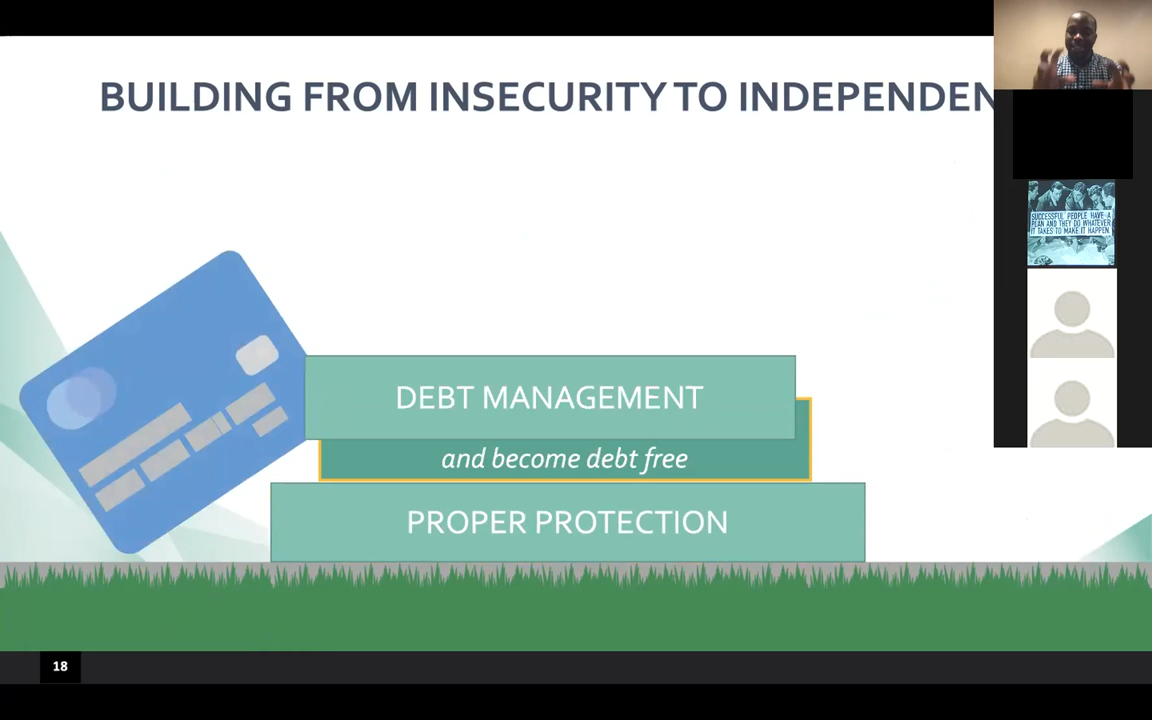 BUILDING FROM INSECURITY TO INDEPENDEN
SUCCESSFUL PEOPLE HAVE A
PLAN AND THEY DO WHATEVER
IT TAKES TO MAKE IT HAPPEN.
DEBT MANAGEMENT
and become debt free
PROPER PROTECTION
18